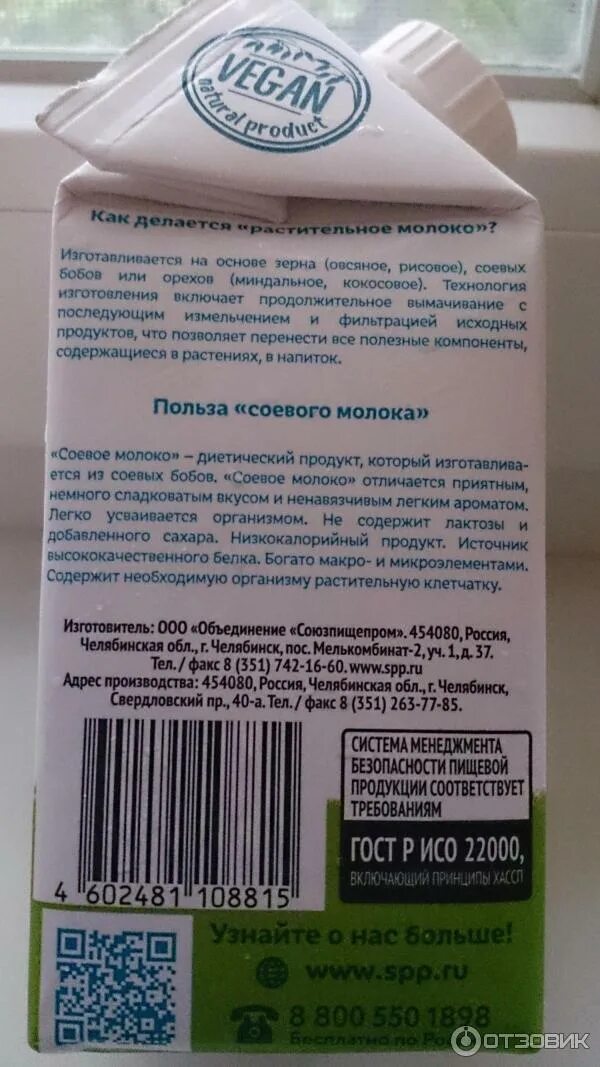 VEGAN
natural product
Как делается «растительное молоко»?
Изготавливается на основе зерна (овсяное, рисовое), соевых
бобов или орехов (миндальное, кокосовое). Технология
изготовления включает продолжительное вымачивание с
последующим измельчением и фильтрацией исходных
продуктов, что позволяет перенести все полезные компоненты,
содержащиеся в растениях, в напиток.
Польза «соевого молока»
«Соевое молоко» – диетический продукт, который изготавлива-
ется из соевых бобов. «Соевое молоко» отличается приятным,
немного сладковатым вкусом и ненавязчивым легким ароматом.
Легко усваивается организмом. Не содержит лактозы и
добавленного сахара. Низкокалорийный продукт. Источник
высококачественного белка. Богато макро- и микроэлементами.
Содержит необходимую организму растительную клетчатку.
Изготовитель: ООО «Объединение «Союзпищепром». 454080, Россия,
Челябинская обл., г. Челябинск, пос. Мелькомбинат-2, уч. 1, д. 37.
Тел. / факс 8 (351) 742-16-60. www.spp.ru
Адрес производства: 454080, Россия, Челябинская обл., г. Челябинск,
Свердловский пр., 40-а. Тел. / факс 8 (351) 263-77-85.
СИСТЕМА МЕНЕДЖМЕНТА
БЕЗОПАСНОСТИ ПИЩЕВОЙ
ПРОДУКЦИИ СООТВЕТСТВУЕТ
ТРЕБОВАНИЯМ
ГОСТ Р ИСО 22000,
ВКЛЮЧАЮЩИЙ ПРИНЦИПЫ ХАССП
4 602481 108815
Узнайте о нас больше!
www.spp.ru
8 800 550 1898
Бесплатно по
ОТЗОВИК